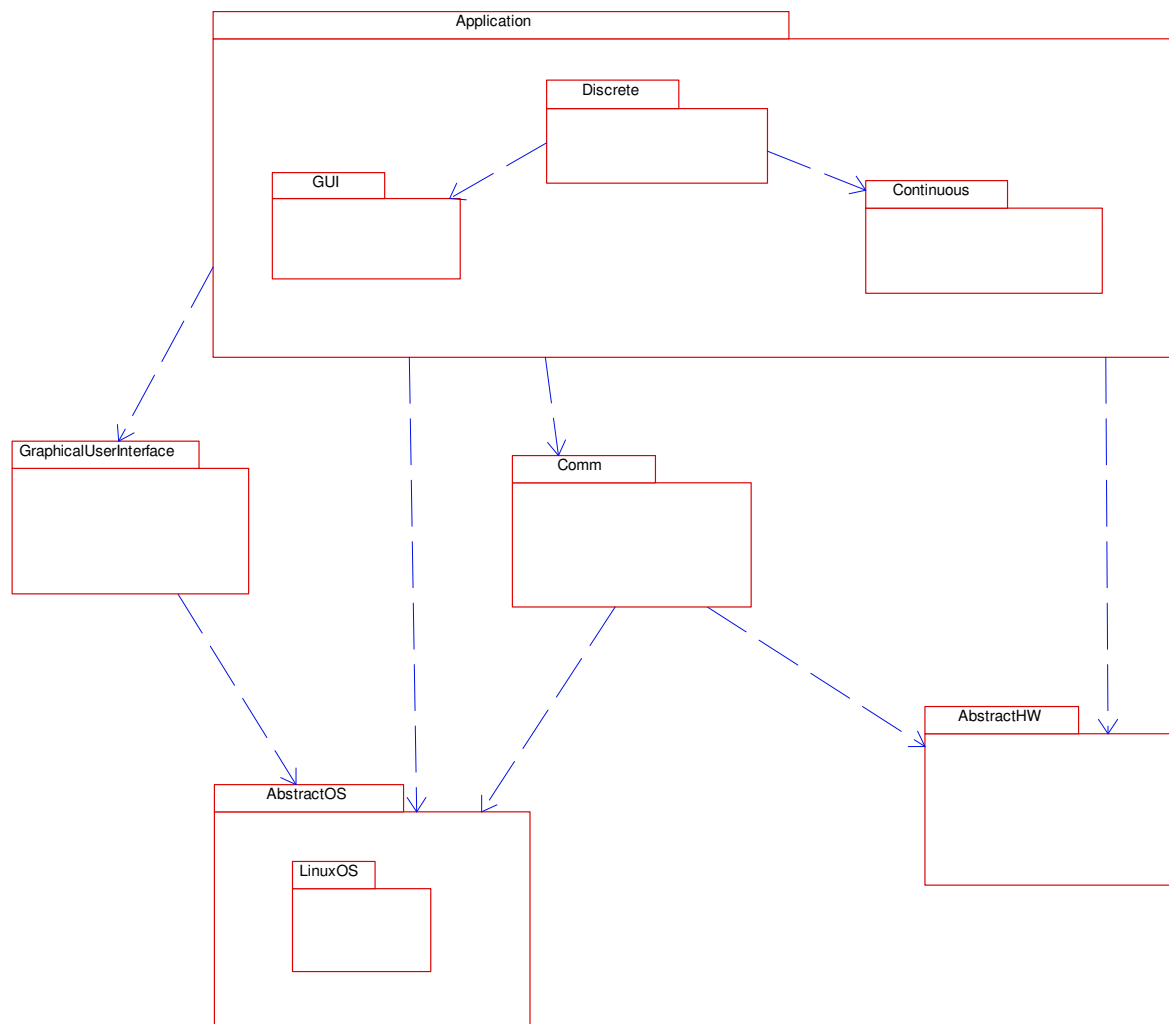 Application
Discrete
GUI
Continuous
GraphicalUserInterface
Comm
AbstractHW
AbstractOS
LinuxOS